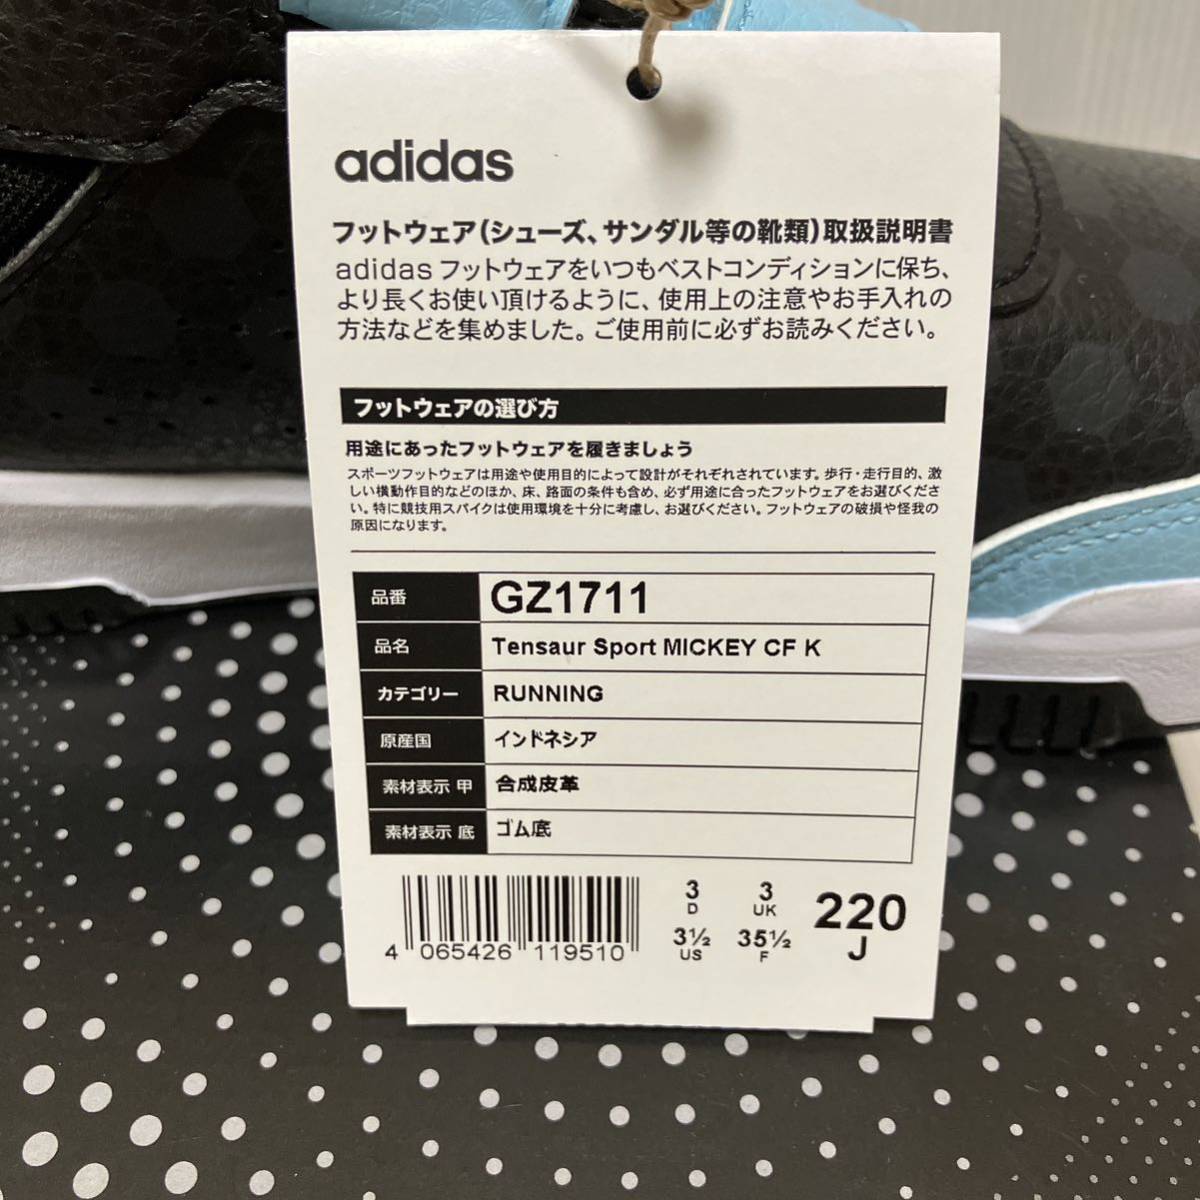 adidas
フットウェア(シューズ、サンダル等の靴類)取扱説明書
adidas フットウェアをいつもベストコンディションに保ち、
より長くお使い頂けるように、使用上の注意やお手入れの
方法などを集めました。ご使用前に必ずお読みください。
フットウェアの選び方
用途にあったフットウェアを履きましょう
スポーツフットウェアは用途や使用目的によって設計がそれぞれされています。歩行・走行目的、激
しい横動作目的などのほか、床、路面の条件も含め、必ず用途に合ったフットウェアをお選びくださ
い。特に競技用スパイクは使用環境を十分に考慮し、お選びください。フットウェアの破損や怪我の
原因になります。
品番 GZ1711
品名 Tensaur Sport MICKEY CF K
カテゴリー RUNNING
原産国 インドネシア
素材表示 甲 合成皮革
素材表示 底 ゴム底
3 3 220
D UK J
3½ 35½
US F
4 065426 119510